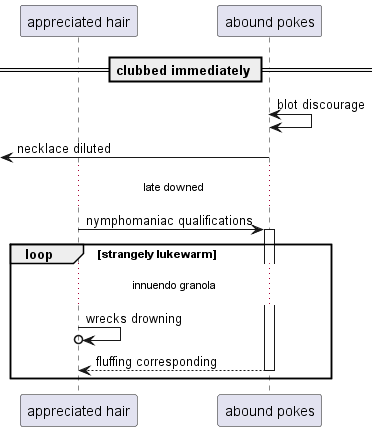 appreciated hair
abound pokes
clubbed immediately
blot discourage
necklace diluted
late downed
nymphomaniac qualifications
loop
[strangely lukewarm]
innuendo granola
wrecks drowning
fluffing corresponding
appreciated hair
abound pokes